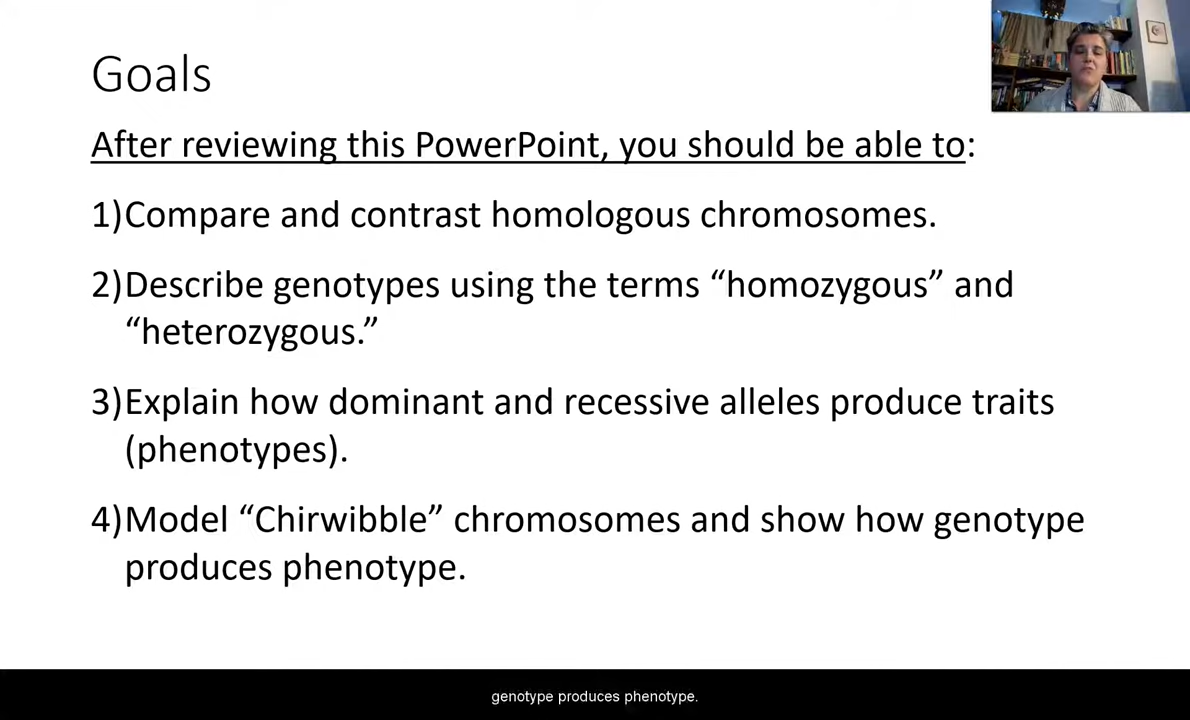 Goals
After reviewing this PowerPoint, you should be able to:
1)Compare and contrast homologous chromosomes.
2)Describe genotypes using the terms “homozygous” and
“heterozygous.”
3)Explain how dominant and recessive alleles produce traits
(phenotypes).
4)Model “Chirwibble” chromosomes and show how genotype
produces phenotype.
genotype produces phenotype.